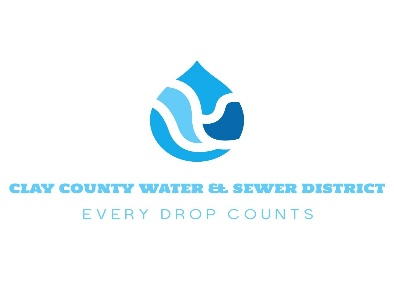 CLAY COUNTY WATER & SEWER DISTRICT
EVERY DROP COUNTS